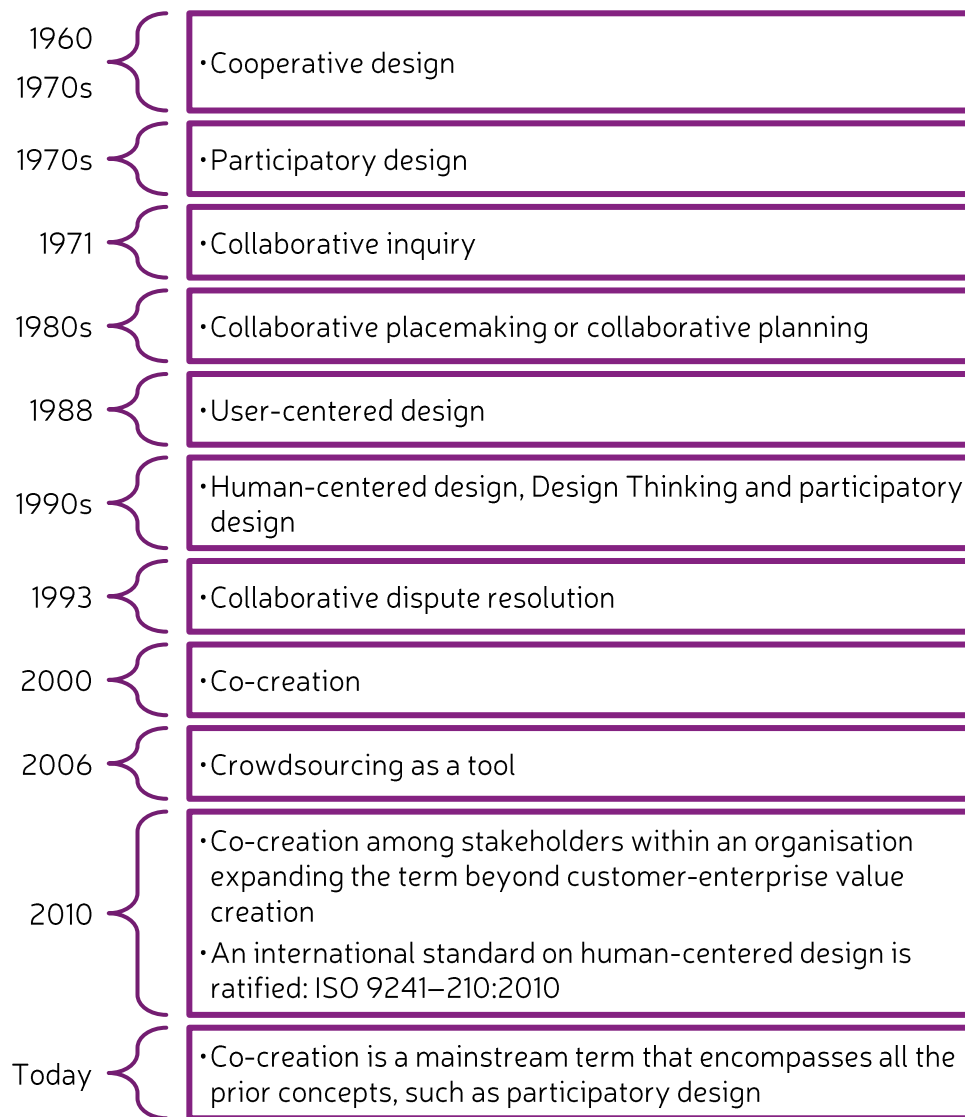 1960
1970s
•Cooperative design
1970s
•Participatory design
1971
•Collaborative inquiry
1980s
•Collaborative placemaking or collaborative planning
1988
•User-centered design
1990s
•Human-centered design, Design Thinking and participatory
design
1993
•Collaborative dispute resolution
2000
•Co-creation
2006
•Crowdsourcing as a tool
2010
•Co-creation among stakeholders within an organisation
expanding the term beyond customer-enterprise value
creation
•An international standard on human-centered design is
ratified: ISO 9241–210:2010
Today
•Co-creation is a mainstream term that encompasses all the
prior concepts, such as participatory design